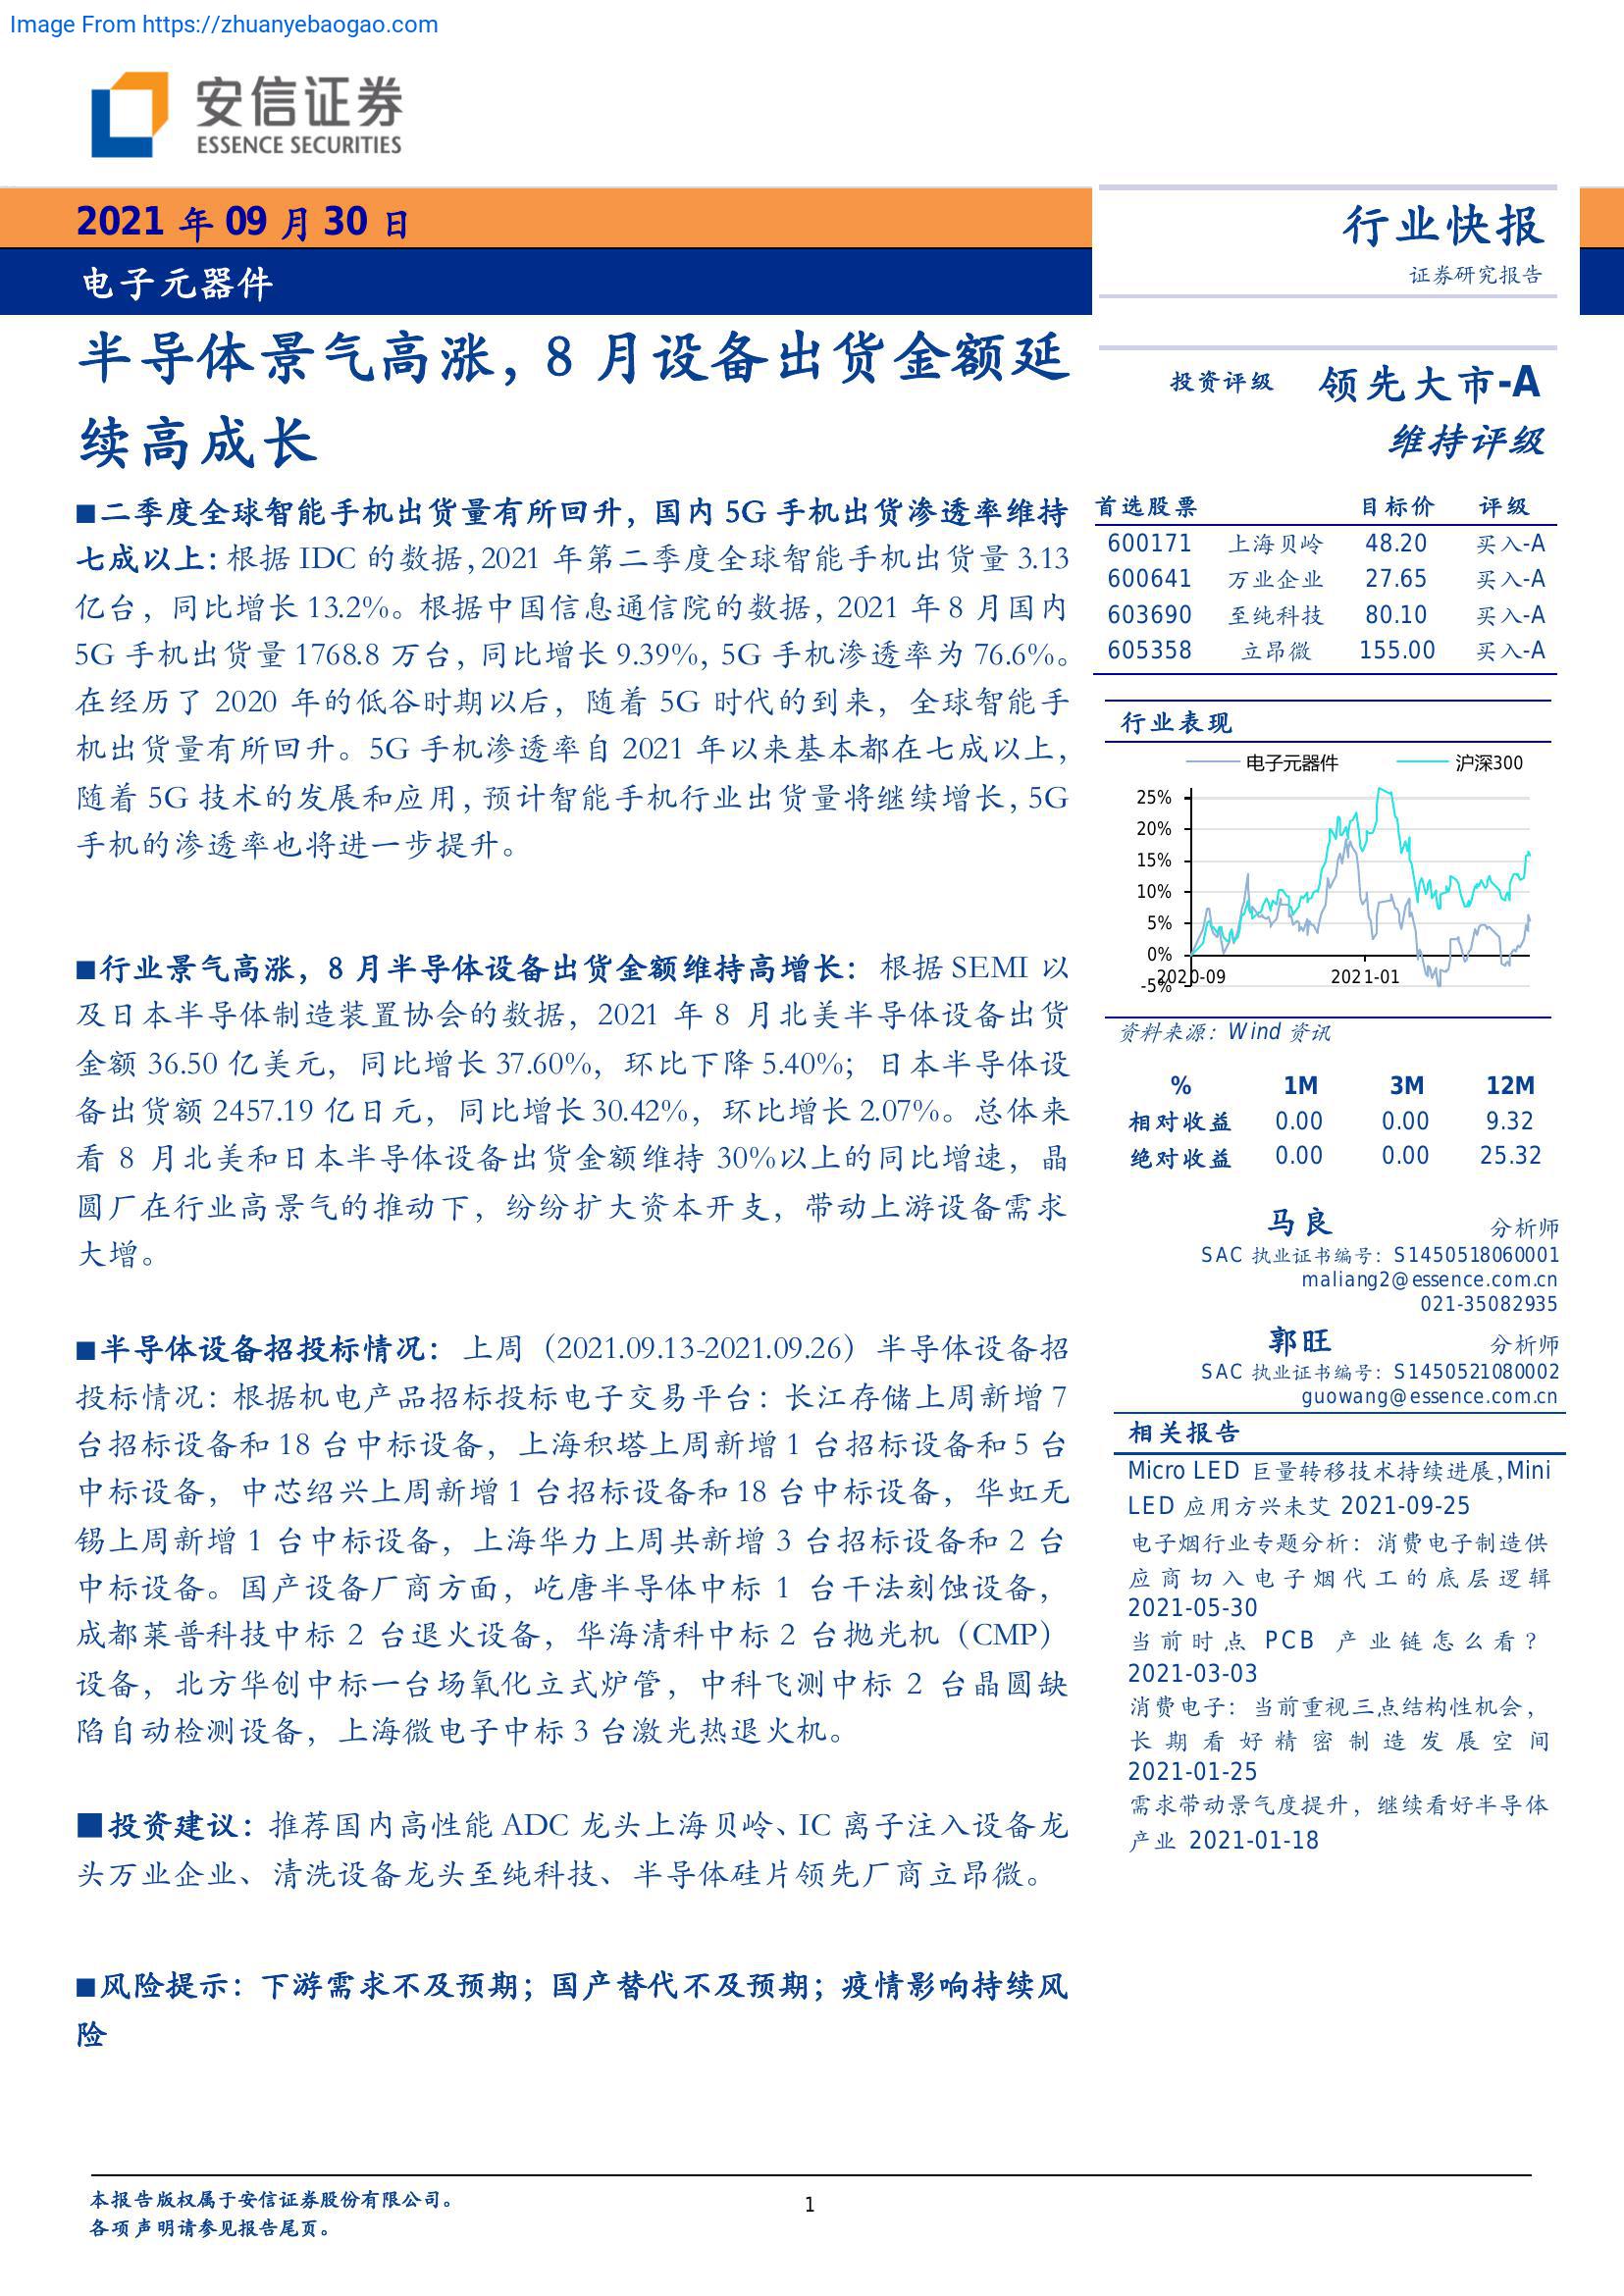 Image From https://zhuanyebaogao.com
安信证券
ESSENCE SECURITIES
2021 年 09 月 30 日
电子元器件
行业快报
证券研究报告
半导体景气高涨，8 月设备出货金额延
续高成长
■二季度全球智能手机出货量有所回升，国内 5G 手机出货渗透率维持
七成以上：根据 IDC 的数据，2021 年第二季度全球智能手机出货量 3.13
亿台，同比增长 13.2%。根据中国信息通信院的数据，2021 年 8 月国内
5G 手机出货量 1768.8 万台，同比增长 9.39%，5G 手机渗透率为 76.6%。
在经历了 2020 年的低谷时期以后，随着 5G 时代的到来，全球智能手
机出货量有所回升。5G 手机渗透率自 2021 年以来基本都在七成以上，
随着 5G 技术的发展和应用，预计智能手机行业出货量将继续增长，5G
手机的渗透率也将进一步提升。
■行业景气高涨，8 月半导体设备出货金额维持高增长：根据 SEMI 以
及日本半导体制造装置协会的数据，2021 年 8 月北美半导体设备出货
金额 36.50 亿美元，同比增长 37.60%，环比下降 5.40%；日本半导体设
备出货额 2457.19 亿日元，同比增长 30.42%，环比增长 2.07%。总体来
看 8 月北美和日本半导体设备出货金额维持 30%以上的同比增速，晶
圆厂在行业高景气的推动下，纷纷扩大资本开支，带动上游设备需求
大增。
■半导体设备招投标情况：上周（2021.09.13-2021.09.26）半导体设备招
投标情况：根据机电产品招标投标电子交易平台：长江存储上周新增 7
台招标设备和 18 台中标设备，上海积塔上周新增 1 台招标设备和 5 台
中标设备，中芯绍兴上周新增 1 台招标设备和 18 台中标设备，华虹无
锡上周新增 1 台中标设备，上海华力上周共新增 3 台招标设备和 2 台
中标设备。国产设备厂商方面，屹唐半导体中标 1 台干法刻蚀设备，
成都莱普科技中标 2 台退火设备，华海清科中标 2 台抛光机（CMP）
设备，北方华创中标一台场氧化立式炉管，中科飞测中标 2 台晶圆缺
陷自动检测设备，上海微电子中标 3 台激光热退火机。
■投资建议：推荐国内高性能 ADC 龙头上海贝岭、IC 离子注入设备龙
头万业企业、清洗设备龙头至纯科技、半导体硅片领先厂商立昂微。
■风险提示：下游需求不及预期；国产替代不及预期；疫情影响持续风
险
投资评级 领先大市-A
维持评级
首选股票 目标价 评级
600171 上海贝岭 48.20 买入-A
600641 万业企业 27.65 买入-A
603690 至纯科技 80.10 买入-A
605358 立昂微 155.00 买入-A
行业表现
电子元器件 沪深300
25%
20%
15%
10%
5%
0%
-5%
2020-09 2021-01
资料来源：Wind 资讯
% 1M 3M 12M
相对收益 0.00 0.00 9.32
绝对收益 0.00 0.00 25.32
马良 分析师
SAC 执业证书编号：S1450518060001
maliang2@essence.com.cn
021-35082935
郭旺 分析师
SAC 执业证书编号：S1450521080002
guowang@essence.com.cn
相关报告
Micro LED 巨量转移技术持续进展,Mini
LED 应用方兴未艾 2021-09-25
电子烟行业专题分析：消费电子制造供
应商切入电子烟代工的底层逻辑
2021-05-30
当前时点 PCB 产业链怎么看？
2021-03-03
消费电子：当前重视三点结构性机会，
长期看好精密制造发展空间
2021-01-25
需求带动景气度提升，继续看好半导体
产业 2021-01-18
本报告版权属于安信证券股份有限公司。
各项声明请参见报告尾页。
1